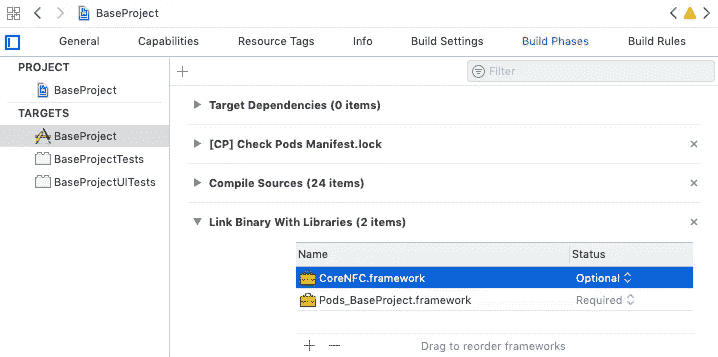 BaseProject
General Capabilities Resource Tags Info Build Settings Build Phases Build Rules
PROJECT
BaseProject
TARGETS
BaseProject
BaseProjectTests
BaseProjectUITests
Filter
Target Dependencies (0 items)
[CP] Check Pods Manifest.lock
Compile Sources (24 items)
Link Binary With Libraries (2 items)
Name Status
CoreNFC.framework Optional
Pods_BaseProject.framework Required
Drag to reorder frameworks